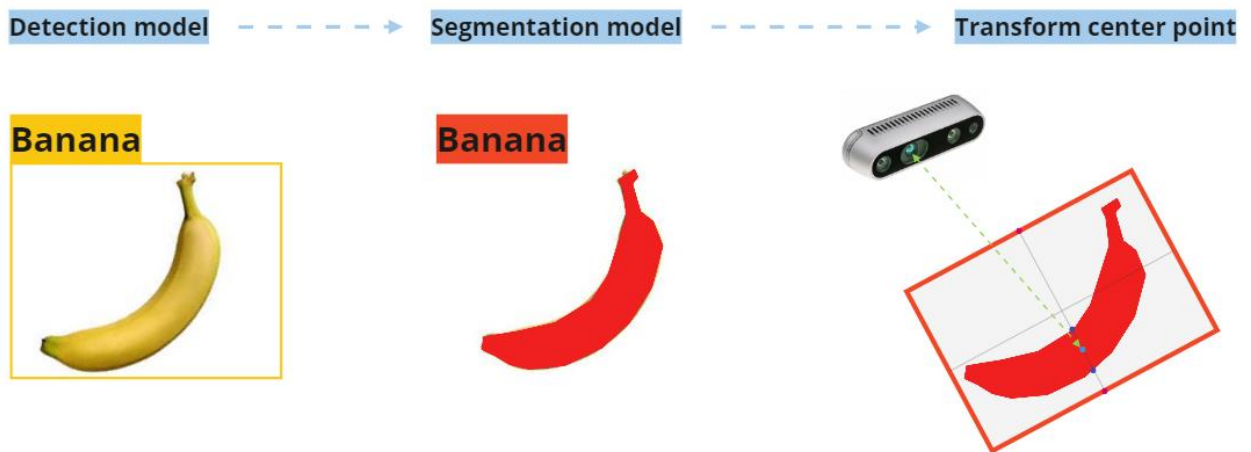 Detection model
Segmentation model
Transform center point
Banana
Banana